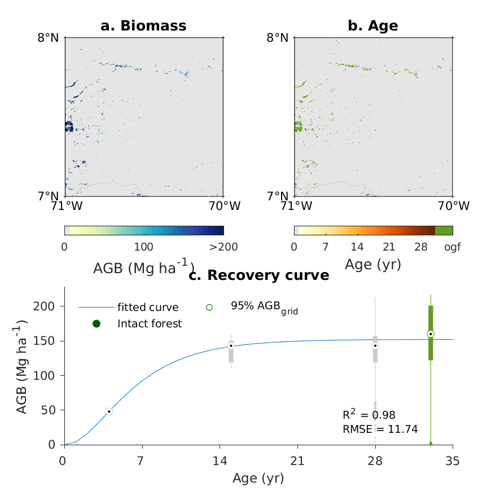 a. Biomass
b. Age
8°N
8°N
7°N
7°N
71°W 70°W
71°W 70°W
0 100 >200
0 7 14 21 28 ogf
AGB (Mg ha⁻¹)
Age (yr)
c. Recovery curve
fitted curve
95% AGB_grid
Intact forest
200
150
100
50
0
AGB (Mg ha⁻¹)
R² = 0.98
RMSE = 11.74
0 7 14 21 28 35
Age (yr)